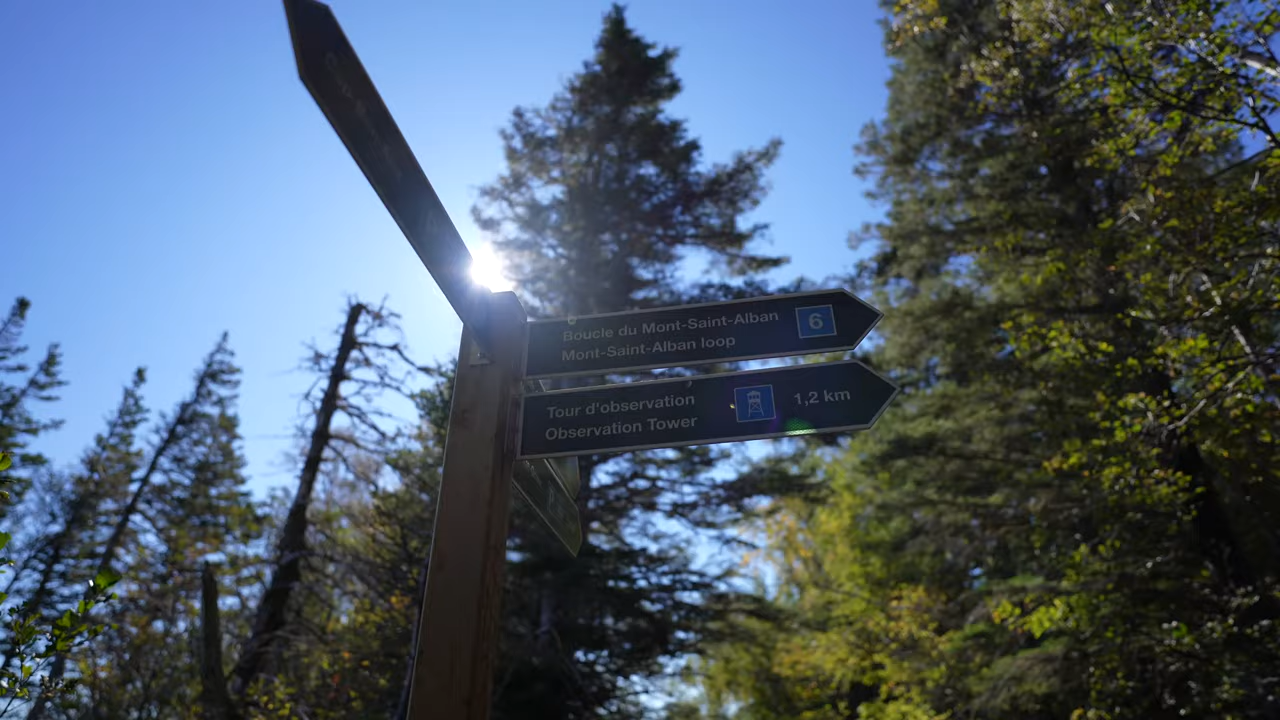 Boucle du Mont-Saint-Alban
Mont-Saint-Alban loop
6
Tour d'observation
Observation Tower
1,2 km